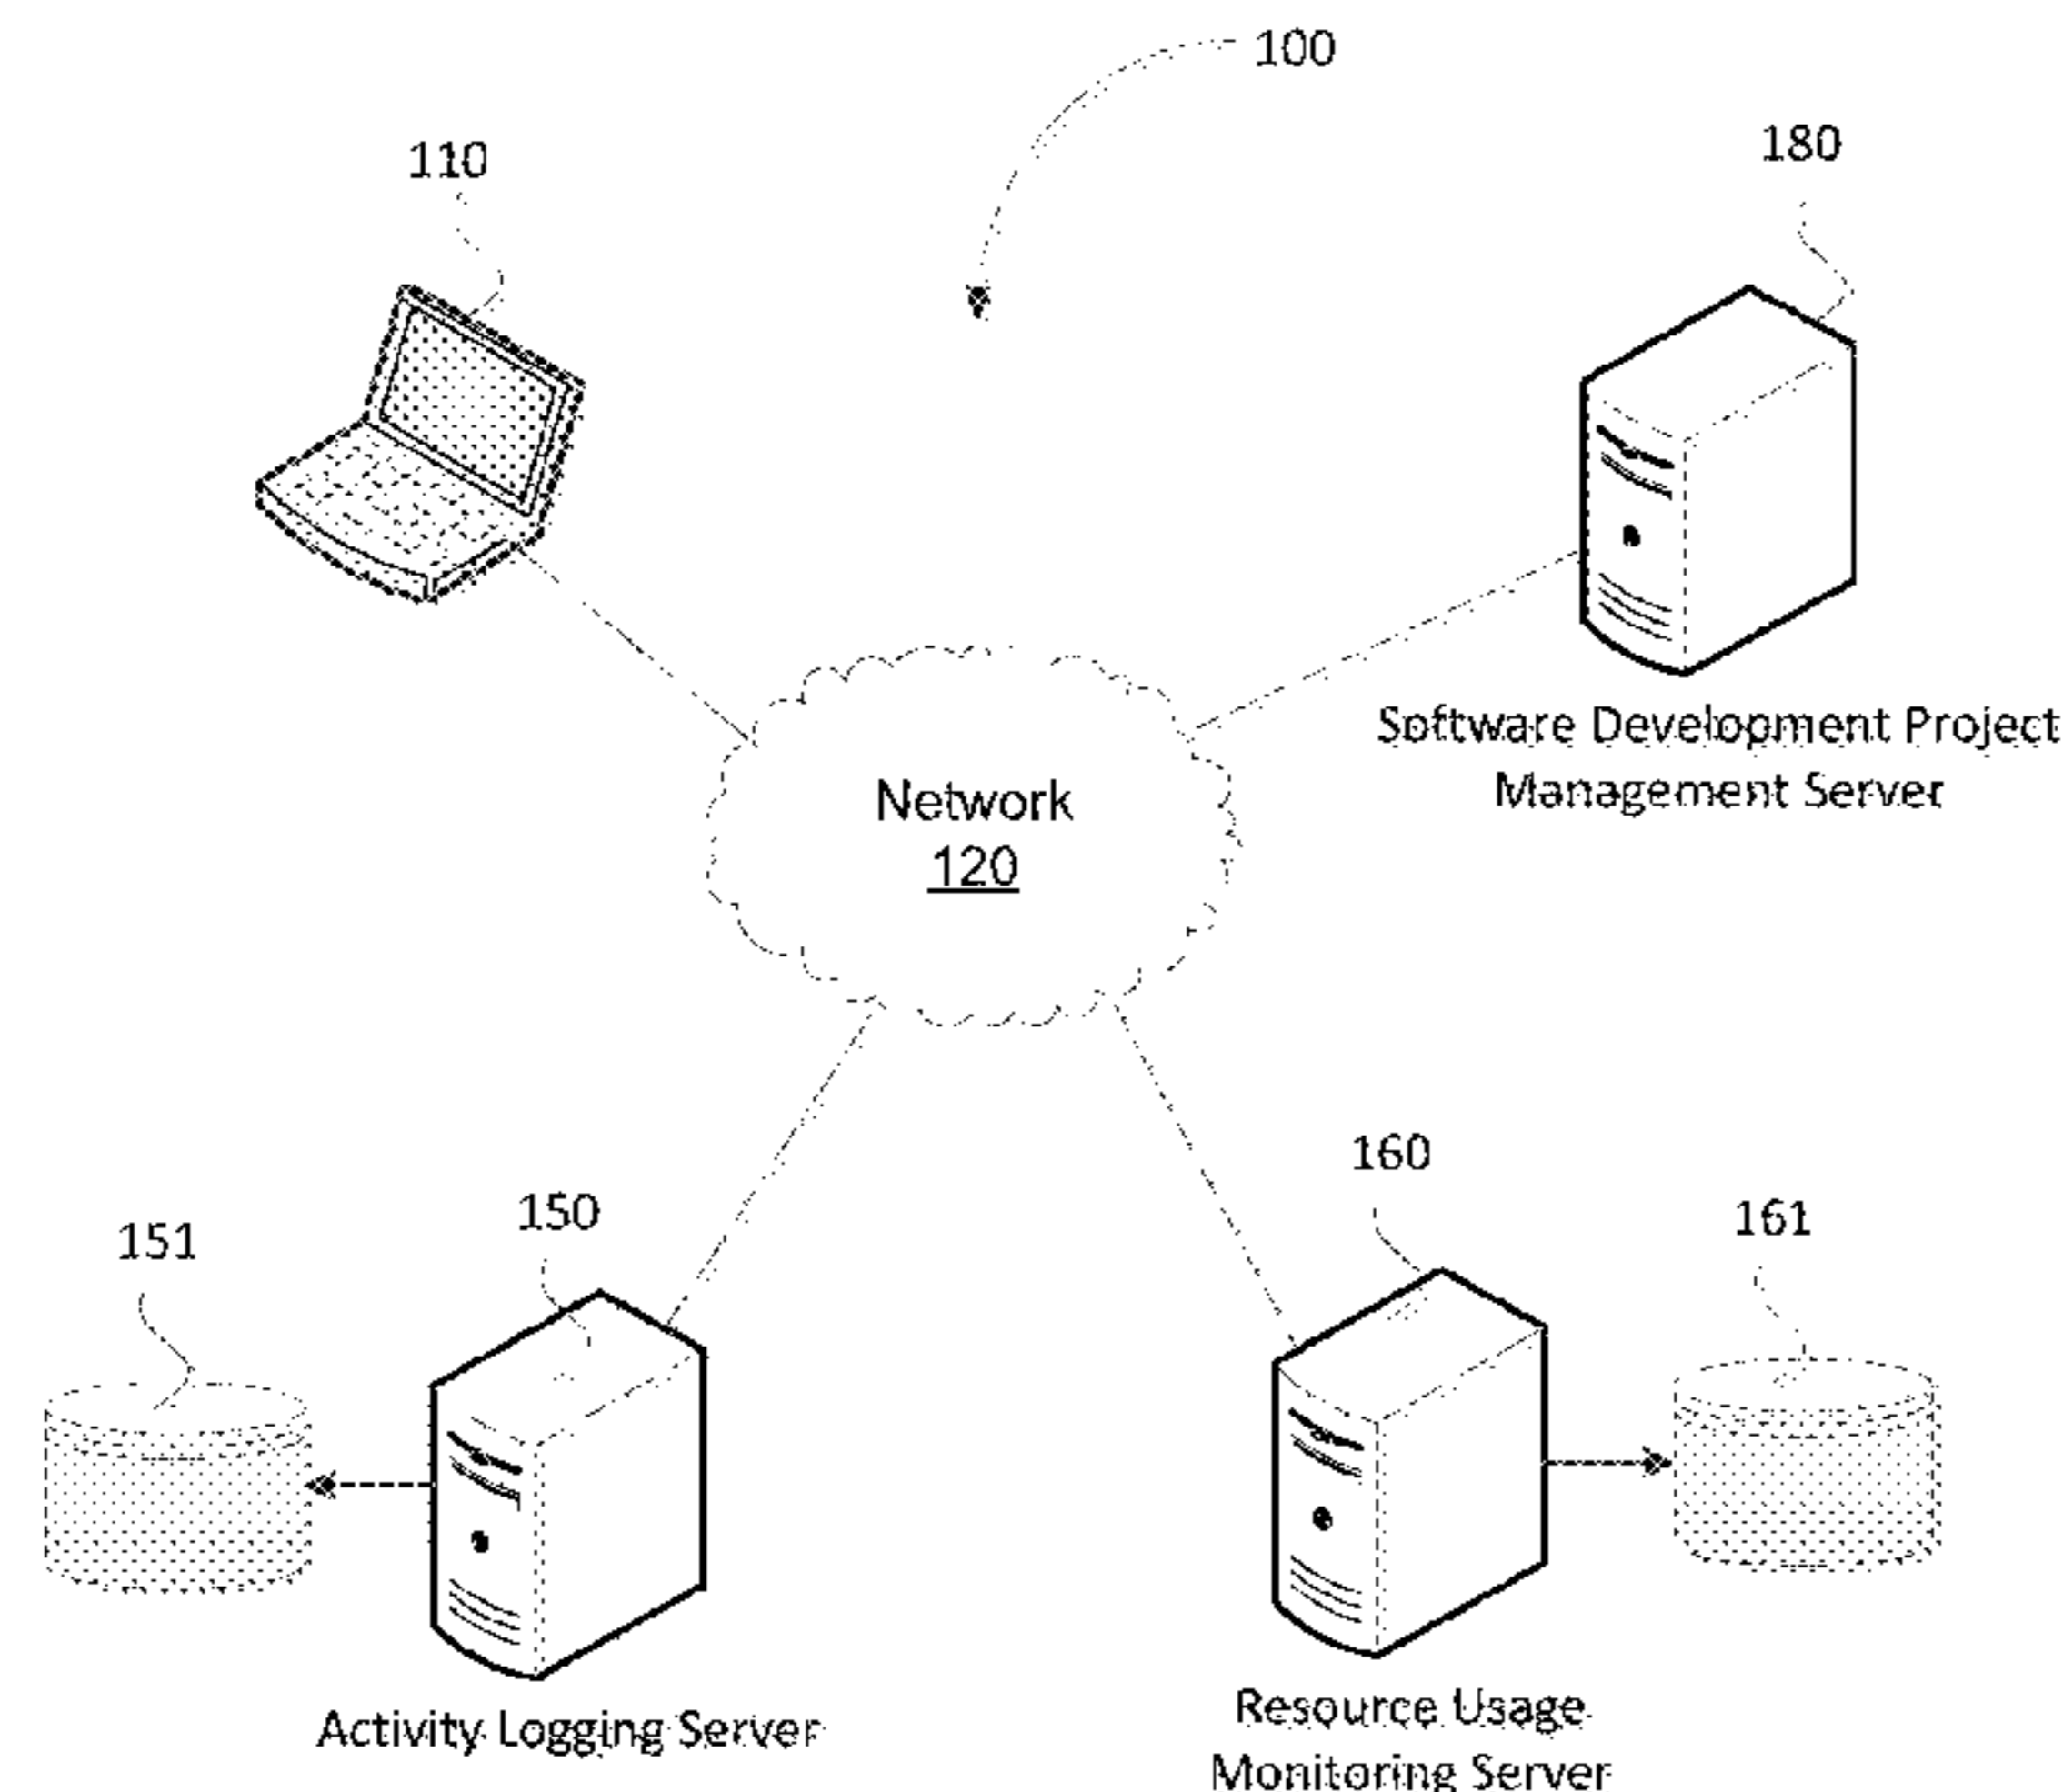 100
110
180
Software Development Project
Management Server
Network
120
150
151
160
161
Activity Logging Server
Resource Usage
Monitoring Server